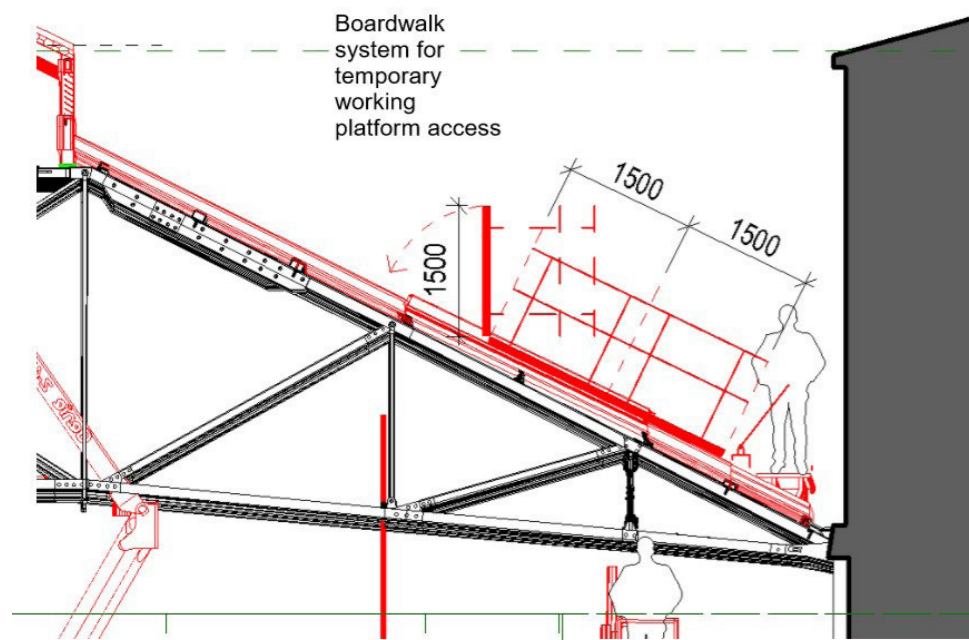 Boardwalk
system for
temporary
working
platform access
1500
1500
1500